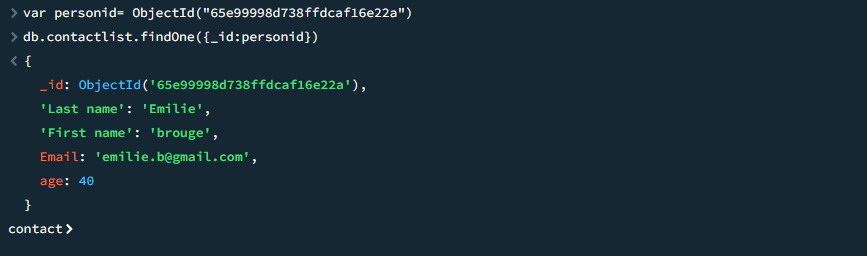 > var personid= ObjectId("65e99998d738ffdcaf16e22a")
> db.contactlist.findOne({_id:personid})
< {
_id: ObjectId('65e99998d738ffdcaf16e22a'),
'Last name': 'Emilie',
'First name': 'brouge',
Email: 'emilie.b@gmail.com',
age: 40
}
contact>